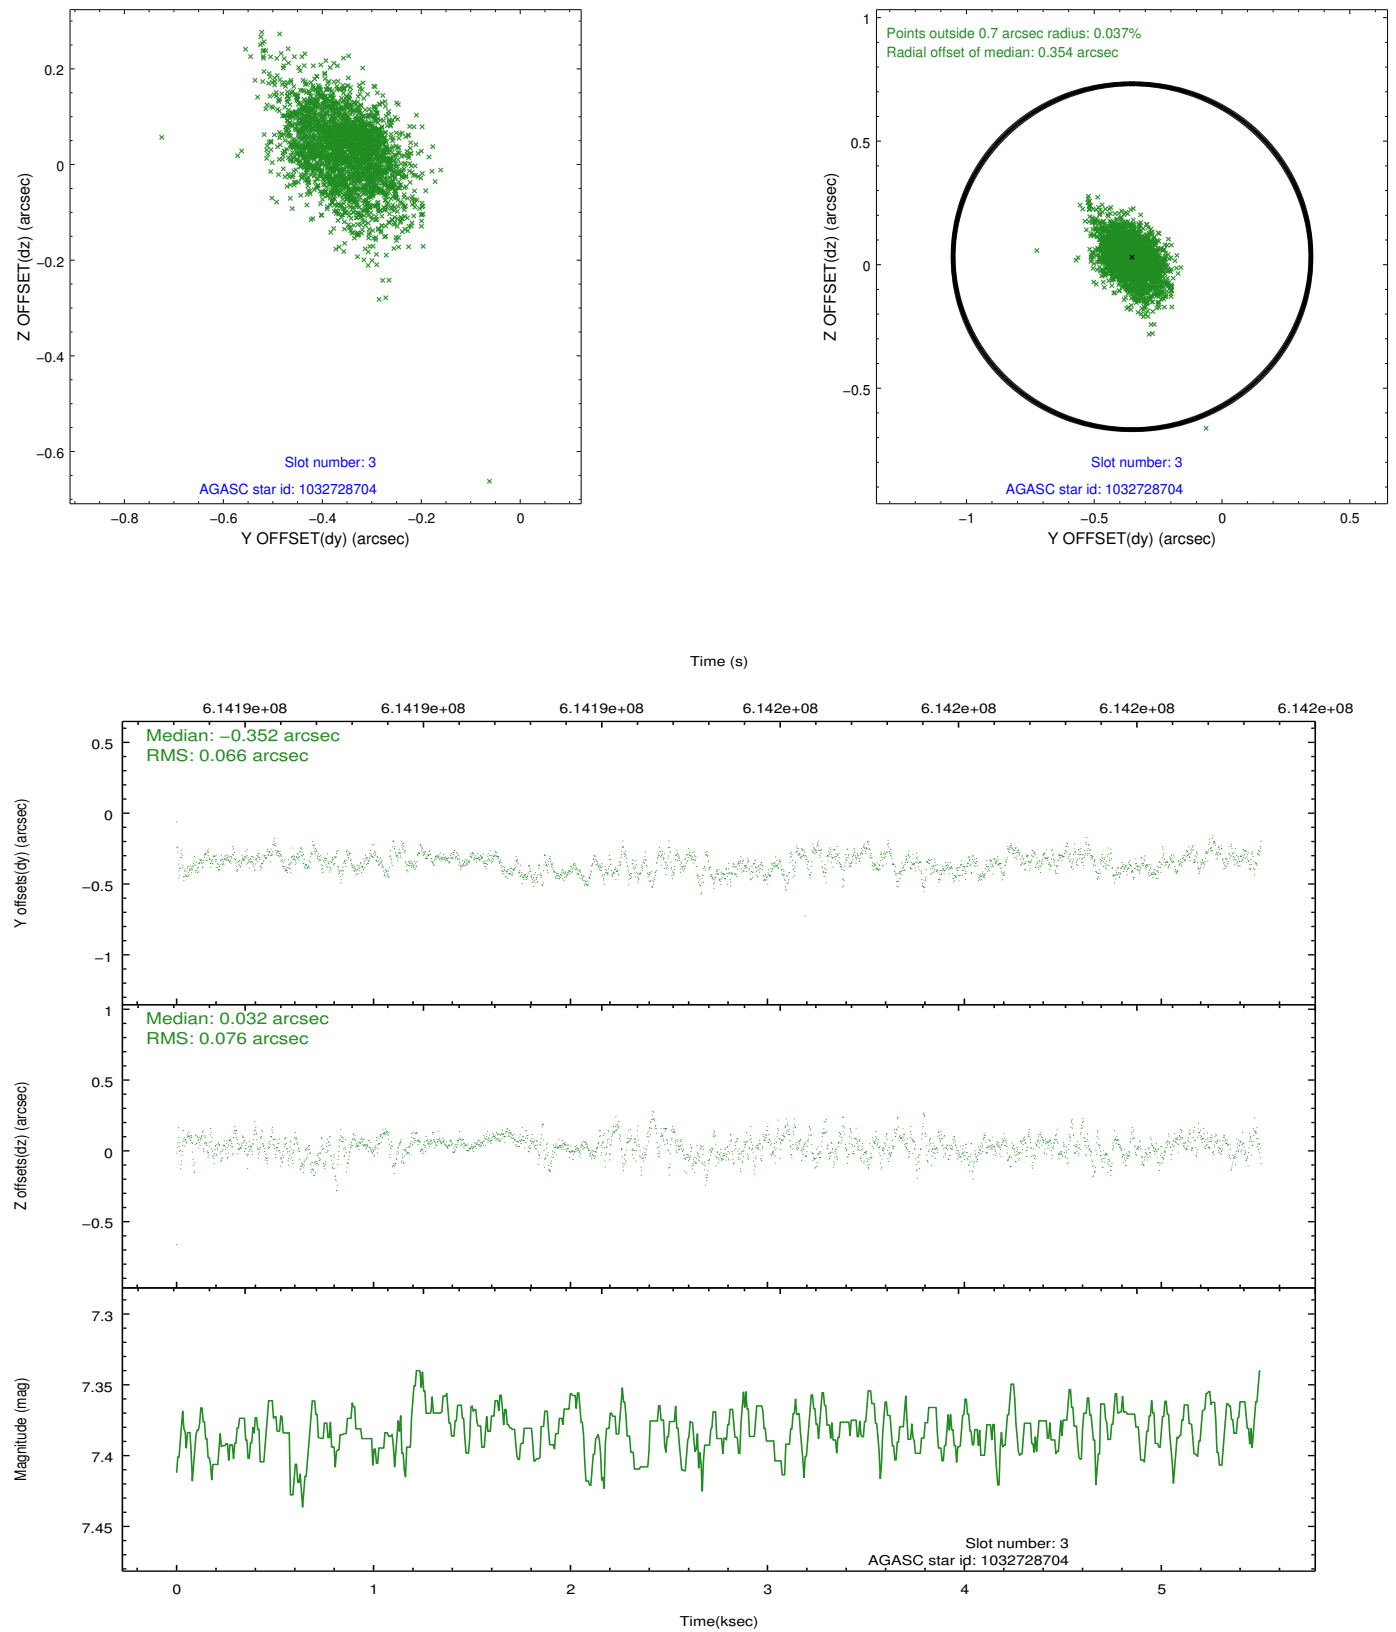 0.2
0
−0.2
−0.4
−0.6
Z OFFSET(dz) (arcsec)
Slot number: 3
AGASC star id: 1032728704
−0.8 −0.6 −0.4 −0.2 0
Y OFFSET(dy) (arcsec)
Points outside 0.7 arcsec radius: 0.037%
Radial offset of median: 0.354 arcsec
1
0.5
0
−0.5
Z OFFSET(dz) (arcsec)
Slot number: 3
AGASC star id: 1032728704
−1 −0.5 0 0.5
Y OFFSET(dy) (arcsec)
Time (s)
6.1419e+08 6.1419e+08 6.1419e+08 6.142e+08 6.142e+08 6.142e+08 6.142e+08
Median: −0.352 arcsec
RMS: 0.066 arcsec
0.5
0
−0.5
−1
Y offsets(dy) (arcsec)
Median: 0.032 arcsec
RMS: 0.076 arcsec
1
0.5
0
−0.5
Z offsets(dz) (arcsec)
7.3
7.35
7.4
7.45
Magnitude (mag)
Slot number: 3
AGASC star id: 1032728704
0 1 2 3 4 5
Time(ksec)